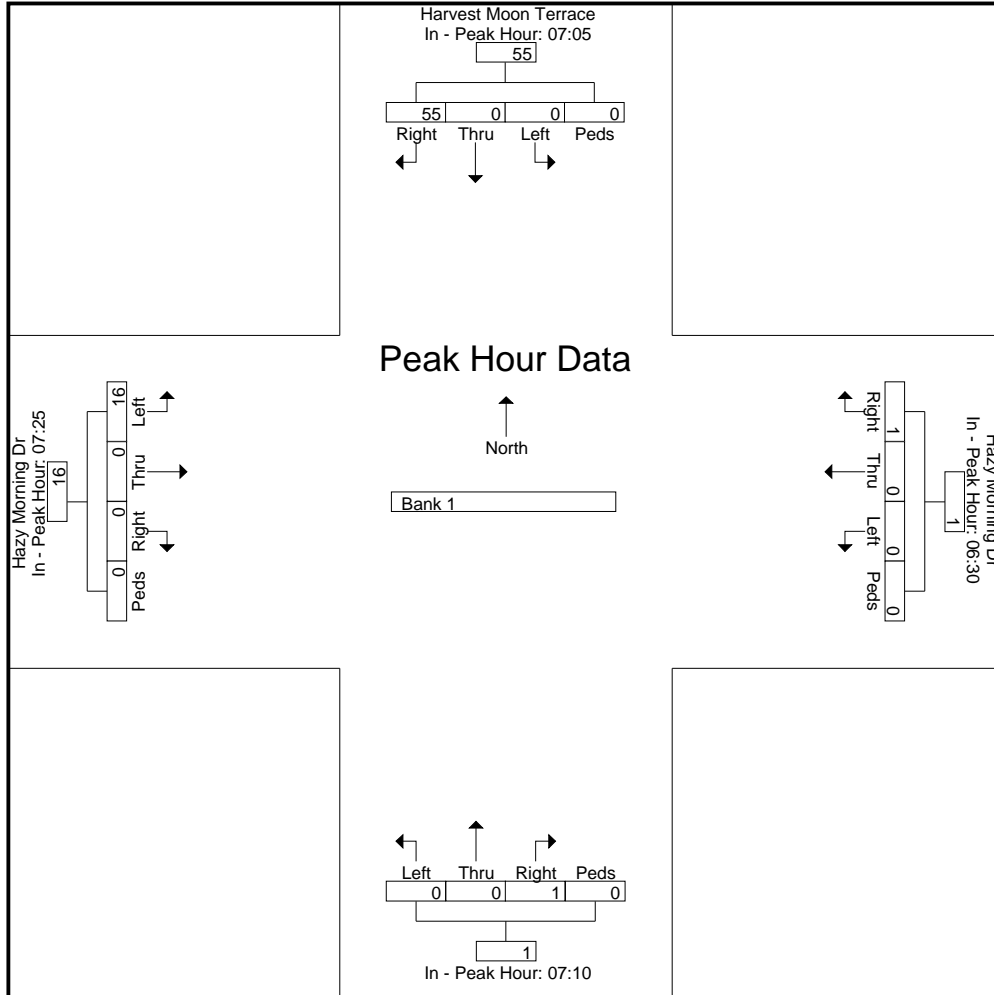 Harvest Moon Terrace
In - Peak Hour: 07:05
55
55 0 0 0
Right Thru Left Peds
Peak Hour Data
North
Bank 1
Hazy Morning Dr
In - Peak Hour: 07:25
16
16 0 0 0
Left Thru Right Peds
Hazy Morning Dr
In - Peak Hour: 06:30
1
1 0 0 0
Right Thru Left Peds
Left Thru Right Peds
0 0 1 0
1
In - Peak Hour: 07:10